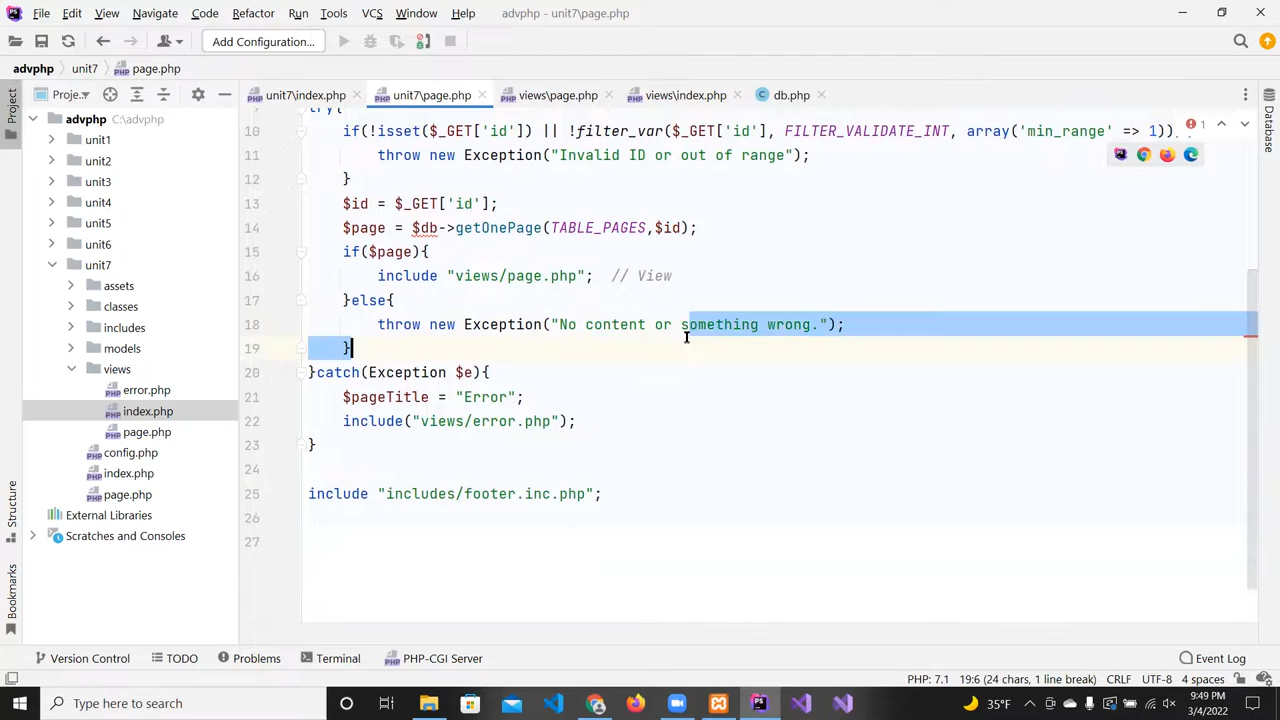 File Edit View Navigate Code Refactor Run Tools VCS Window Help advphp - unit7\page.php
Add Configuration...
advphp unit7 page.php
Proje.. unit7\index.php unit7\page.php views\page.php views\index.php db.php
Project
Database
advphp C:\advphp
unit1
unit2
unit3
unit4
unit5
unit6
unit7
assets
classes
includes
models
views
error.php
index.php
page.php
config.php
index.php
page.php
External Libraries
Scratches and Consoles
Structure
Bookmarks
try{
10 if(!isset($_GET['id']) || !filter_var($_GET['id'], FILTER_VALIDATE_INT, array('min_range' => 1))
1
11 throw new Exception("Invalid ID or out of range");
12 }
13 $id = $_GET['id'];
14 $page = $db->getOnePage(TABLE_PAGES,$id);
15 if($page){
16 include "views/page.php"; // View
17 }else{
18 throw new Exception("No content or something wrong.");
19 }
20 }catch(Exception $e){
21 $pageTitle = "Error";
22 include("views/error.php");
23 }
24
25 include "includes/footer.inc.php";
26
27
Version Control TODO Problems Terminal PHP-CGI Server Event Log
PHP: 7.1 19:6 (24 chars, 1 line break) CRLF UTF-8 4 spaces
Type here to search 35°F 9:49 PM
3/4/2022